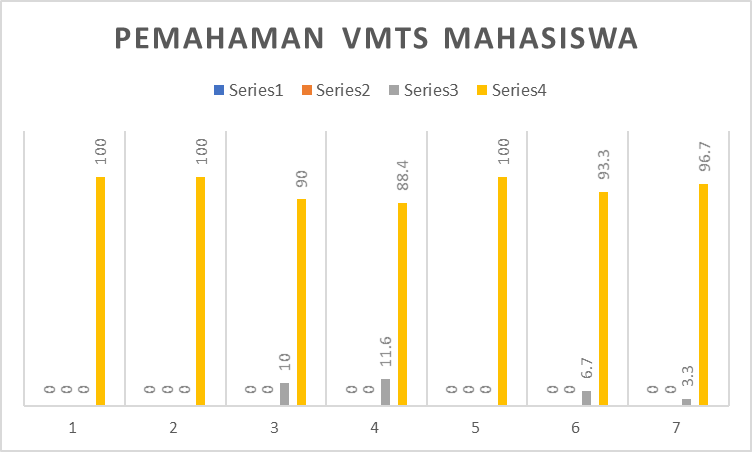 PEMAHAMAN VMTS MAHASISWA
Series1 Series2 Series3 Series4
0 0 0 100
0 0 0 100
0 0 10 90
0 0 11.6 88.4
0 0 0 100
0 0 6.7 93.3
0 0 3.3 96.7
1 2 3 4 5 6 7